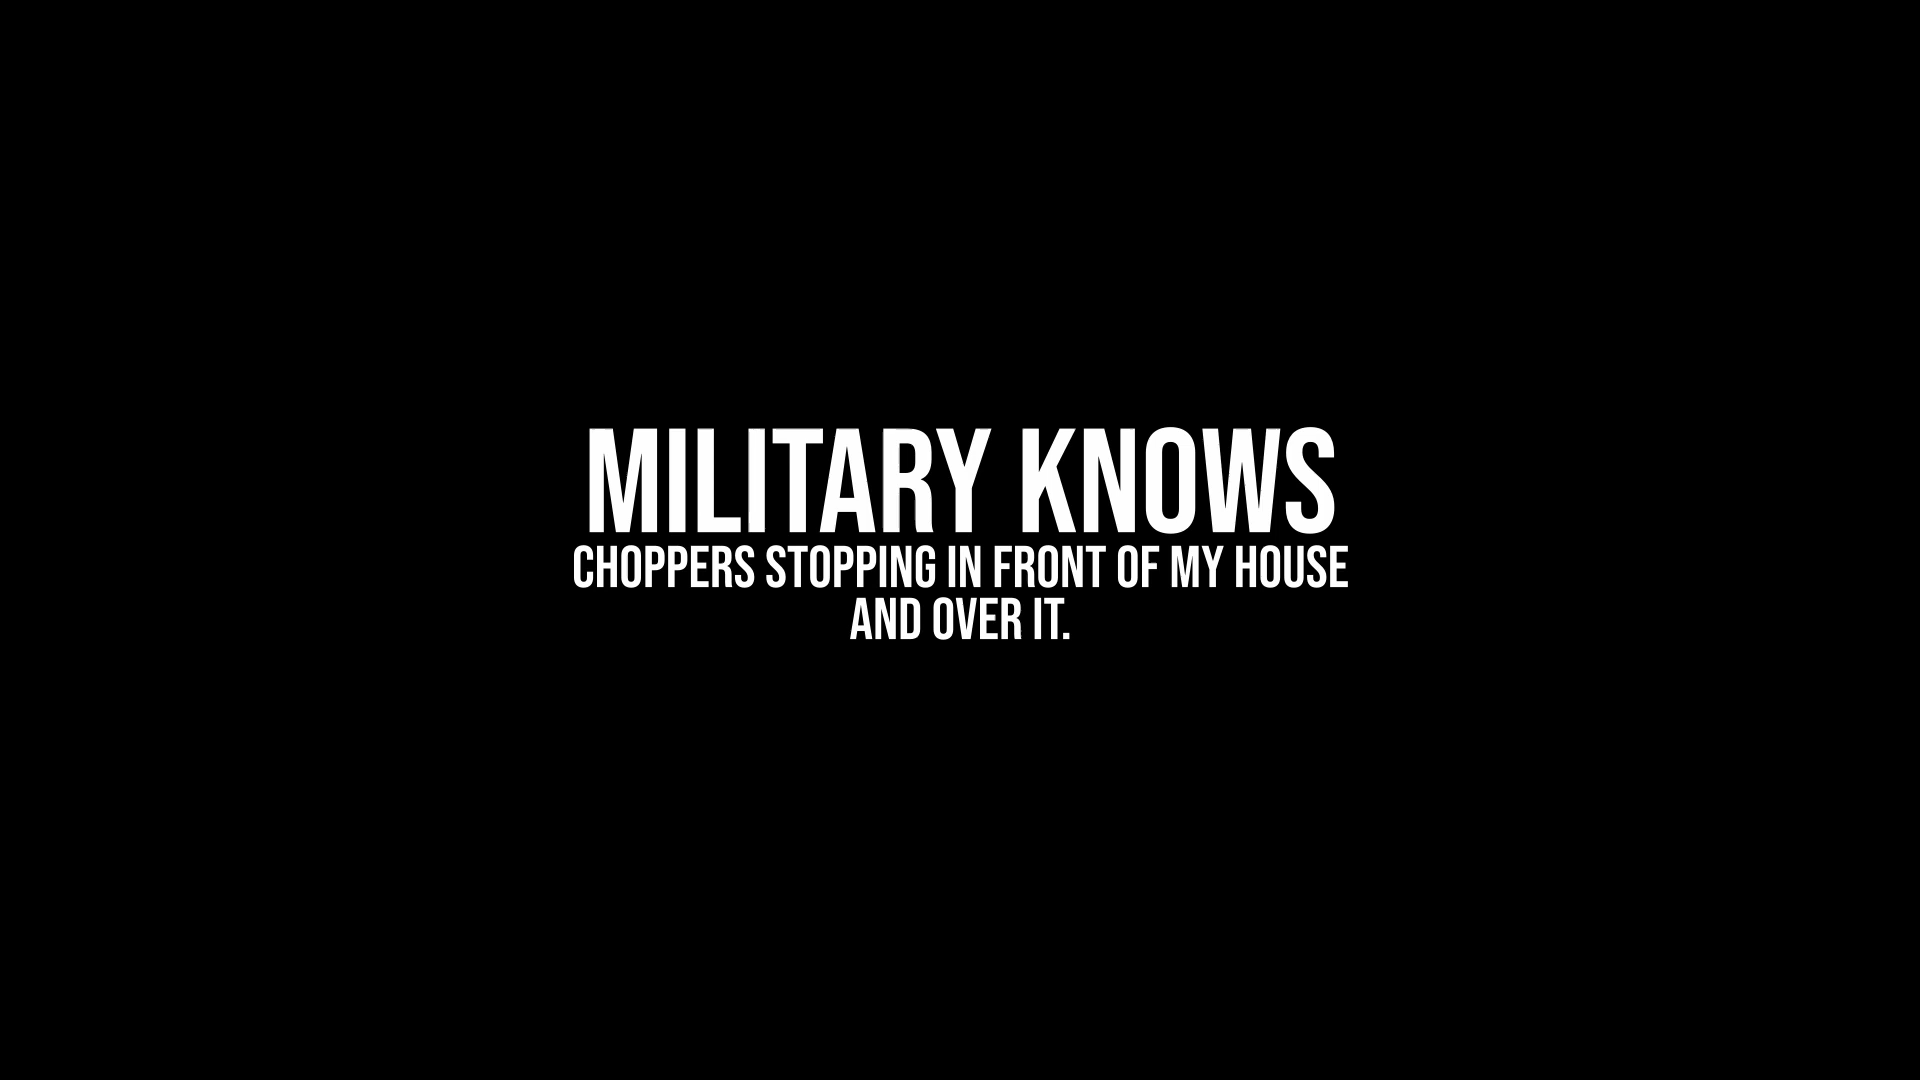 MILITARY KNOWS
CHOPPERS STOPPING IN FRONT OF MY HOUSE
AND OVER IT.